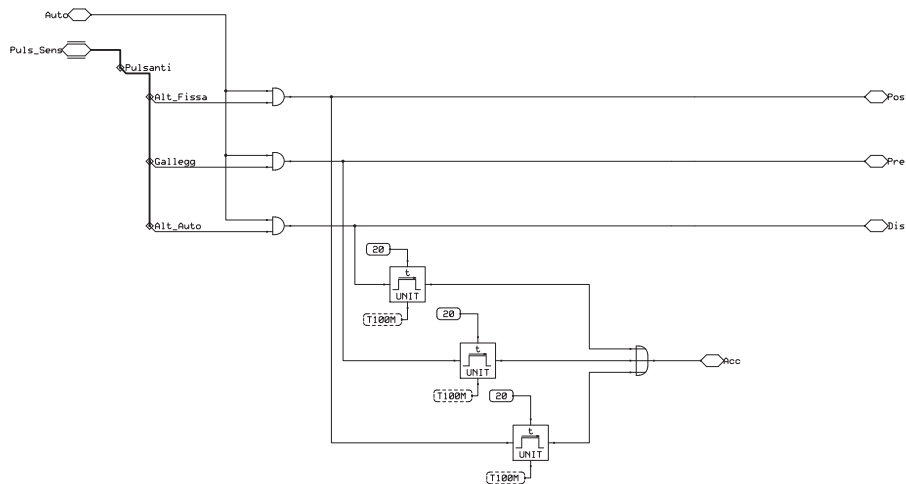 Auto
Puls_Sens
Pulsanti
Alt_Fissa
Pos
Gallegg
Pre
Alt_Auto
Dis
20
t
UNIT
T100M
20
t
UNIT
T100M
Acc
20
t
UNIT
T100M